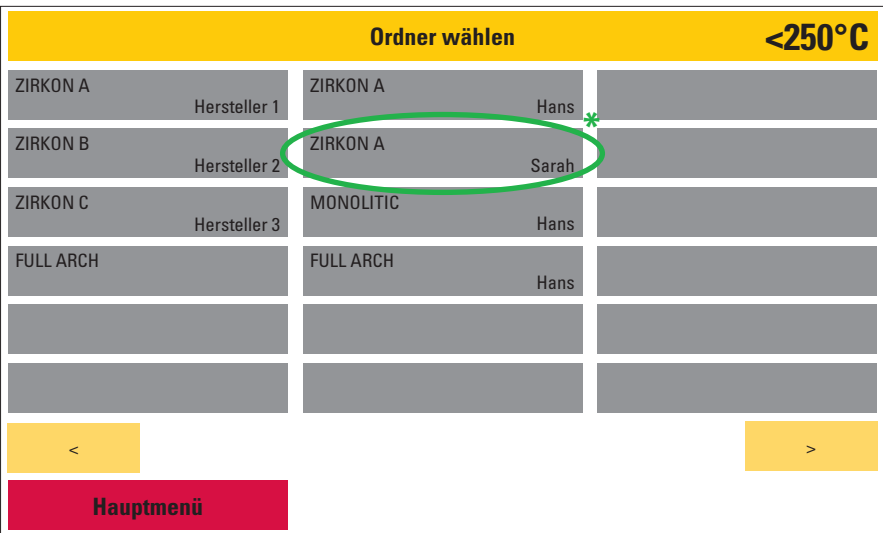 Ordner wählen
<250°C
ZIRKON A
Hersteller 1
ZIRKON A
Hans
*
ZIRKON B
Hersteller 2
ZIRKON A
Sarah
ZIRKON C
Hersteller 3
MONOLITIC
Hans
FULL ARCH
FULL ARCH
Hans
<
>
Hauptmenü